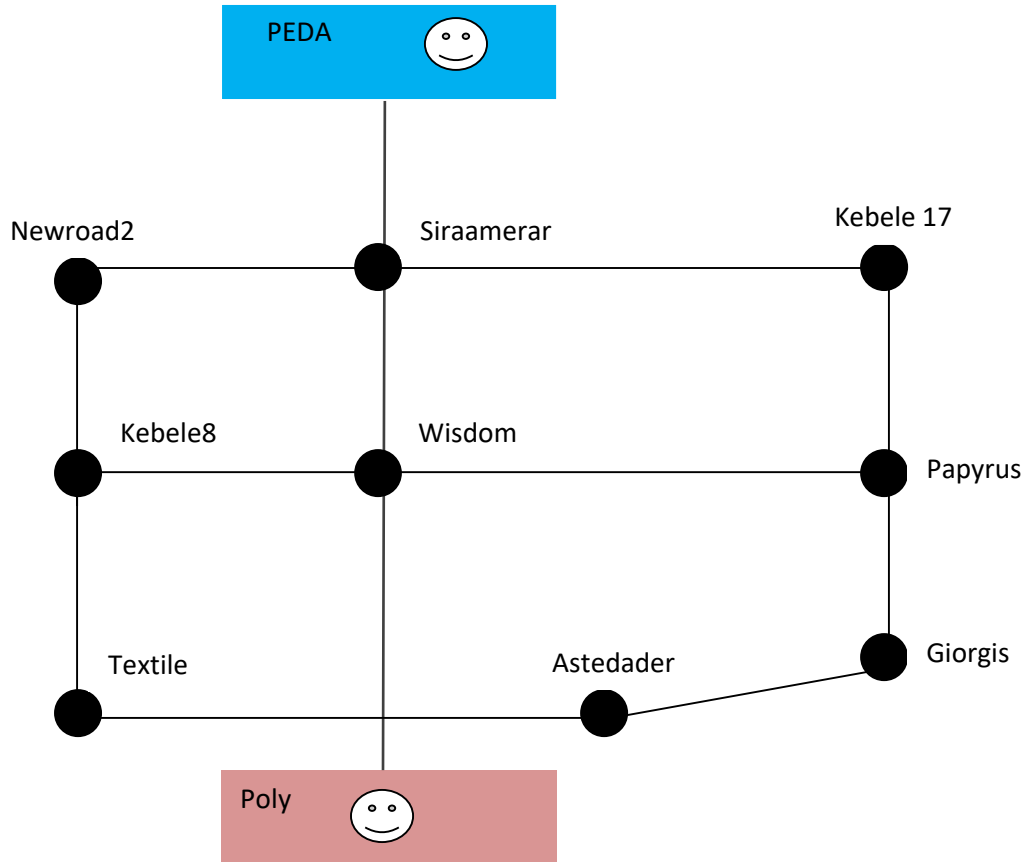 PEDA
Kebele 17
Newroad2
Siraamerar
Kebele8
Wisdom
Papyrus
Giorgis
Textile
Astedader
Poly